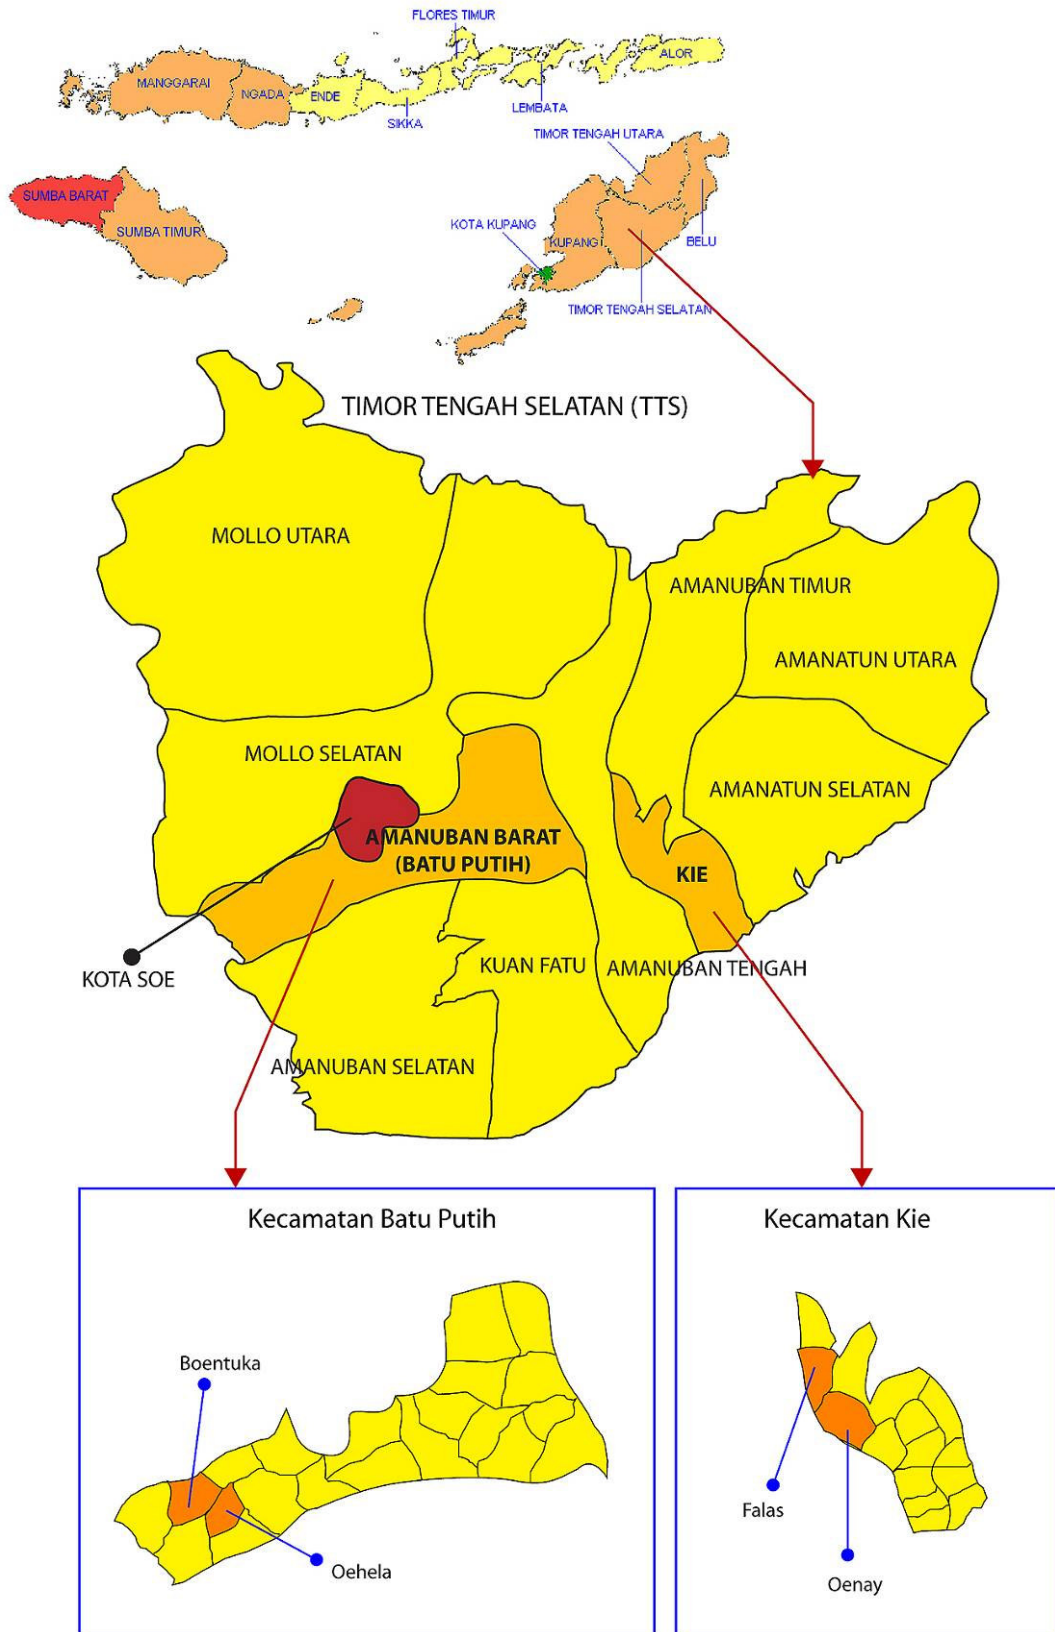 FLORES TIMUR
ALOR
MANGGARAI
NGADA
ENDE
LEMBATA
SIKKA
TIMOR TENGAH UTARA
SUMBA BARAT
SUMBA TIMUR
KOTA KUPANG
KUPANG
BELU
TIMOR TENGAH SELATAN
TIMOR TENGAH SELATAN (TTS)
MOLLO UTARA
AMANUBAN TIMUR
AMANATUN UTARA
MOLLO SELATAN
AMANATUN SELATAN
AMANUBAN BARAT
(BATU PUTIH)
KIE
KOTA SOE
KUAN FATU
AMANUBAN TENGAH
AMANUBAN SELATAN
Kecamatan Batu Putih
Boentuka
Oehela
Kecamatan Kie
Falas
Oenay